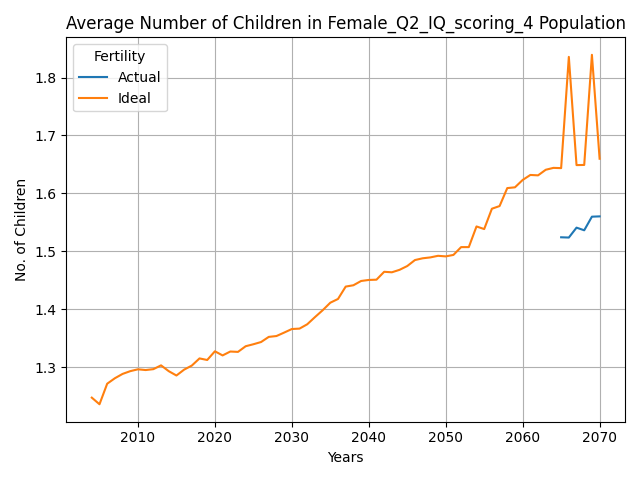 Average Number of Children in Female_Q2_IQ_scoring_4 Population
Fertility
Actual
Ideal
No. of Children
1.8
1.7
1.6
1.5
1.4
1.3
2010 2020 2030 2040 2050 2060 2070
Years